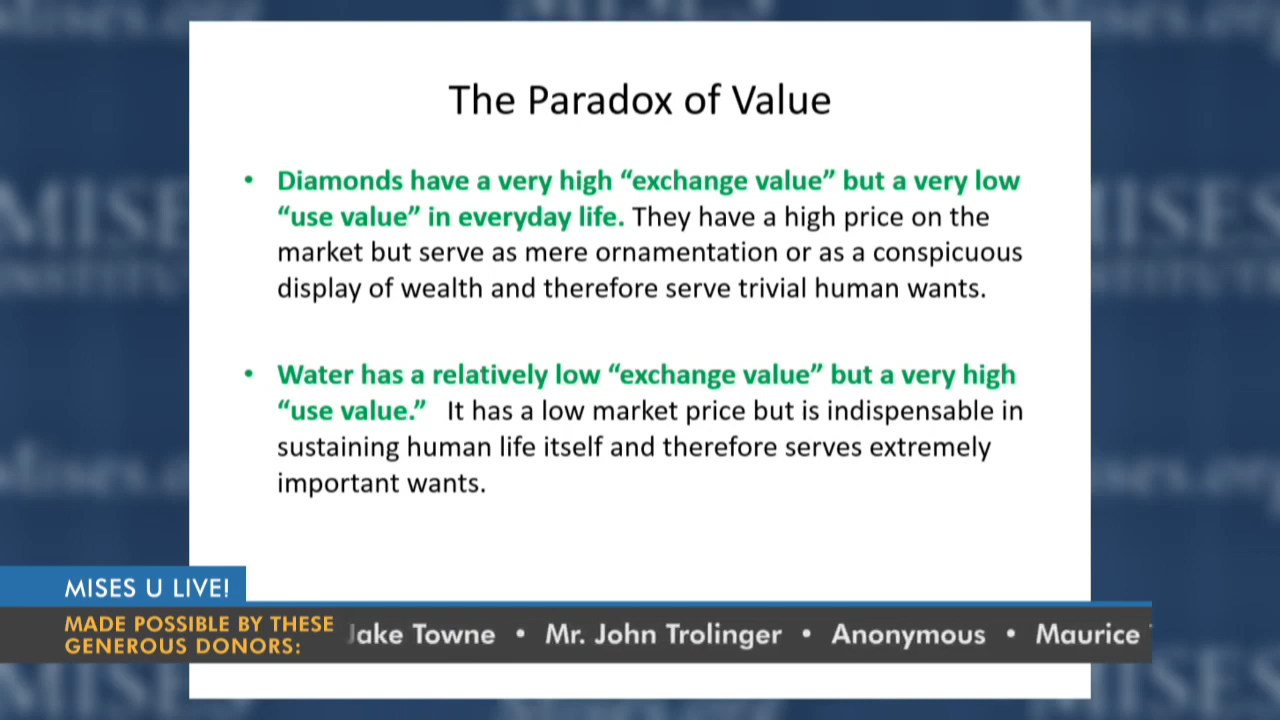 The Paradox of Value
• Diamonds have a very high “exchange value” but a very low
“use value” in everyday life. They have a high price on the
market but serve as mere ornamentation or as a conspicuous
display of wealth and therefore serve trivial human wants.
• Water has a relatively low “exchange value” but a very high
“use value.” It has a low market price but is indispensable in
sustaining human life itself and therefore serves extremely
important wants.
MISES U LIVE!
MADE POSSIBLE BY THESE
GENEROUS DONORS:
Jake Towne • Mr. John Trolinger • Anonymous • Maurice